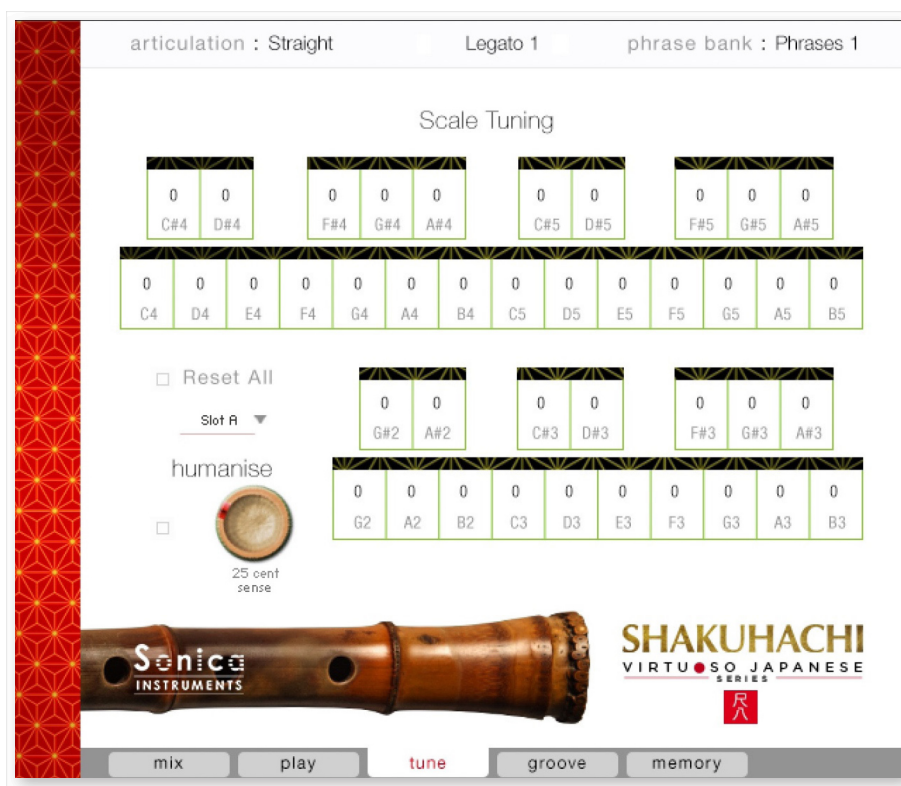 articulation : Straight Legato 1 phrase bank : Phrases 1
Scale Tuning
0 0 0 0 0 0 0 0 0 0
C#4 D#4 F#4 G#4 A#4 C#5 D#5 F#5 G#5 A#5
0 0 0 0 0 0 0 0 0 0 0 0 0 0
C4 D4 E4 F4 G4 A4 B4 C5 D5 E5 F5 G5 A5 B5
Reset All
Slot A
humanise
25 cent
sense
0 0 0 0 0 0 0
G#2 A#2 C#3 D#3 F#3 G#3 A#3
0 0 0 0 0 0 0 0 0 0
G2 A2 B2 C3 D3 E3 F3 G3 A3 B3
Sonica
INSTRUMENTS
SHAKUHACHI
VIRTUOSO JAPANESE
SERIES
尺八
mix play tune groove memory